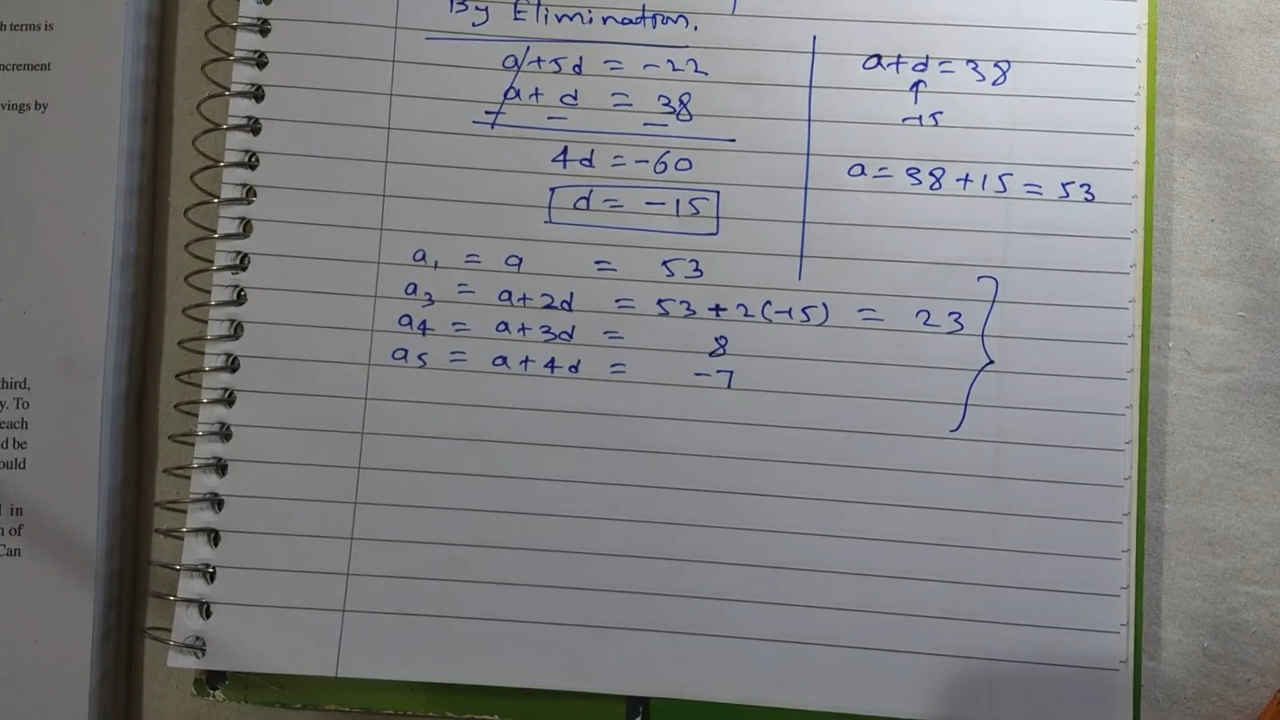 h terms is
ncrement
vings by
third,
y. To
each
d be
ould
l in
n of
Can
By Elimination.
a+5d = -22
a+ d = 38
- - -
4d = -60
d = -15
a+d = 38
↑
-15
a = 38 + 15 = 53
a₁ = a = 53
a₃ = a+2d = 53 + 2(-15) = 23
a₄ = a+3d = 8
a₅ = a+4d = -7